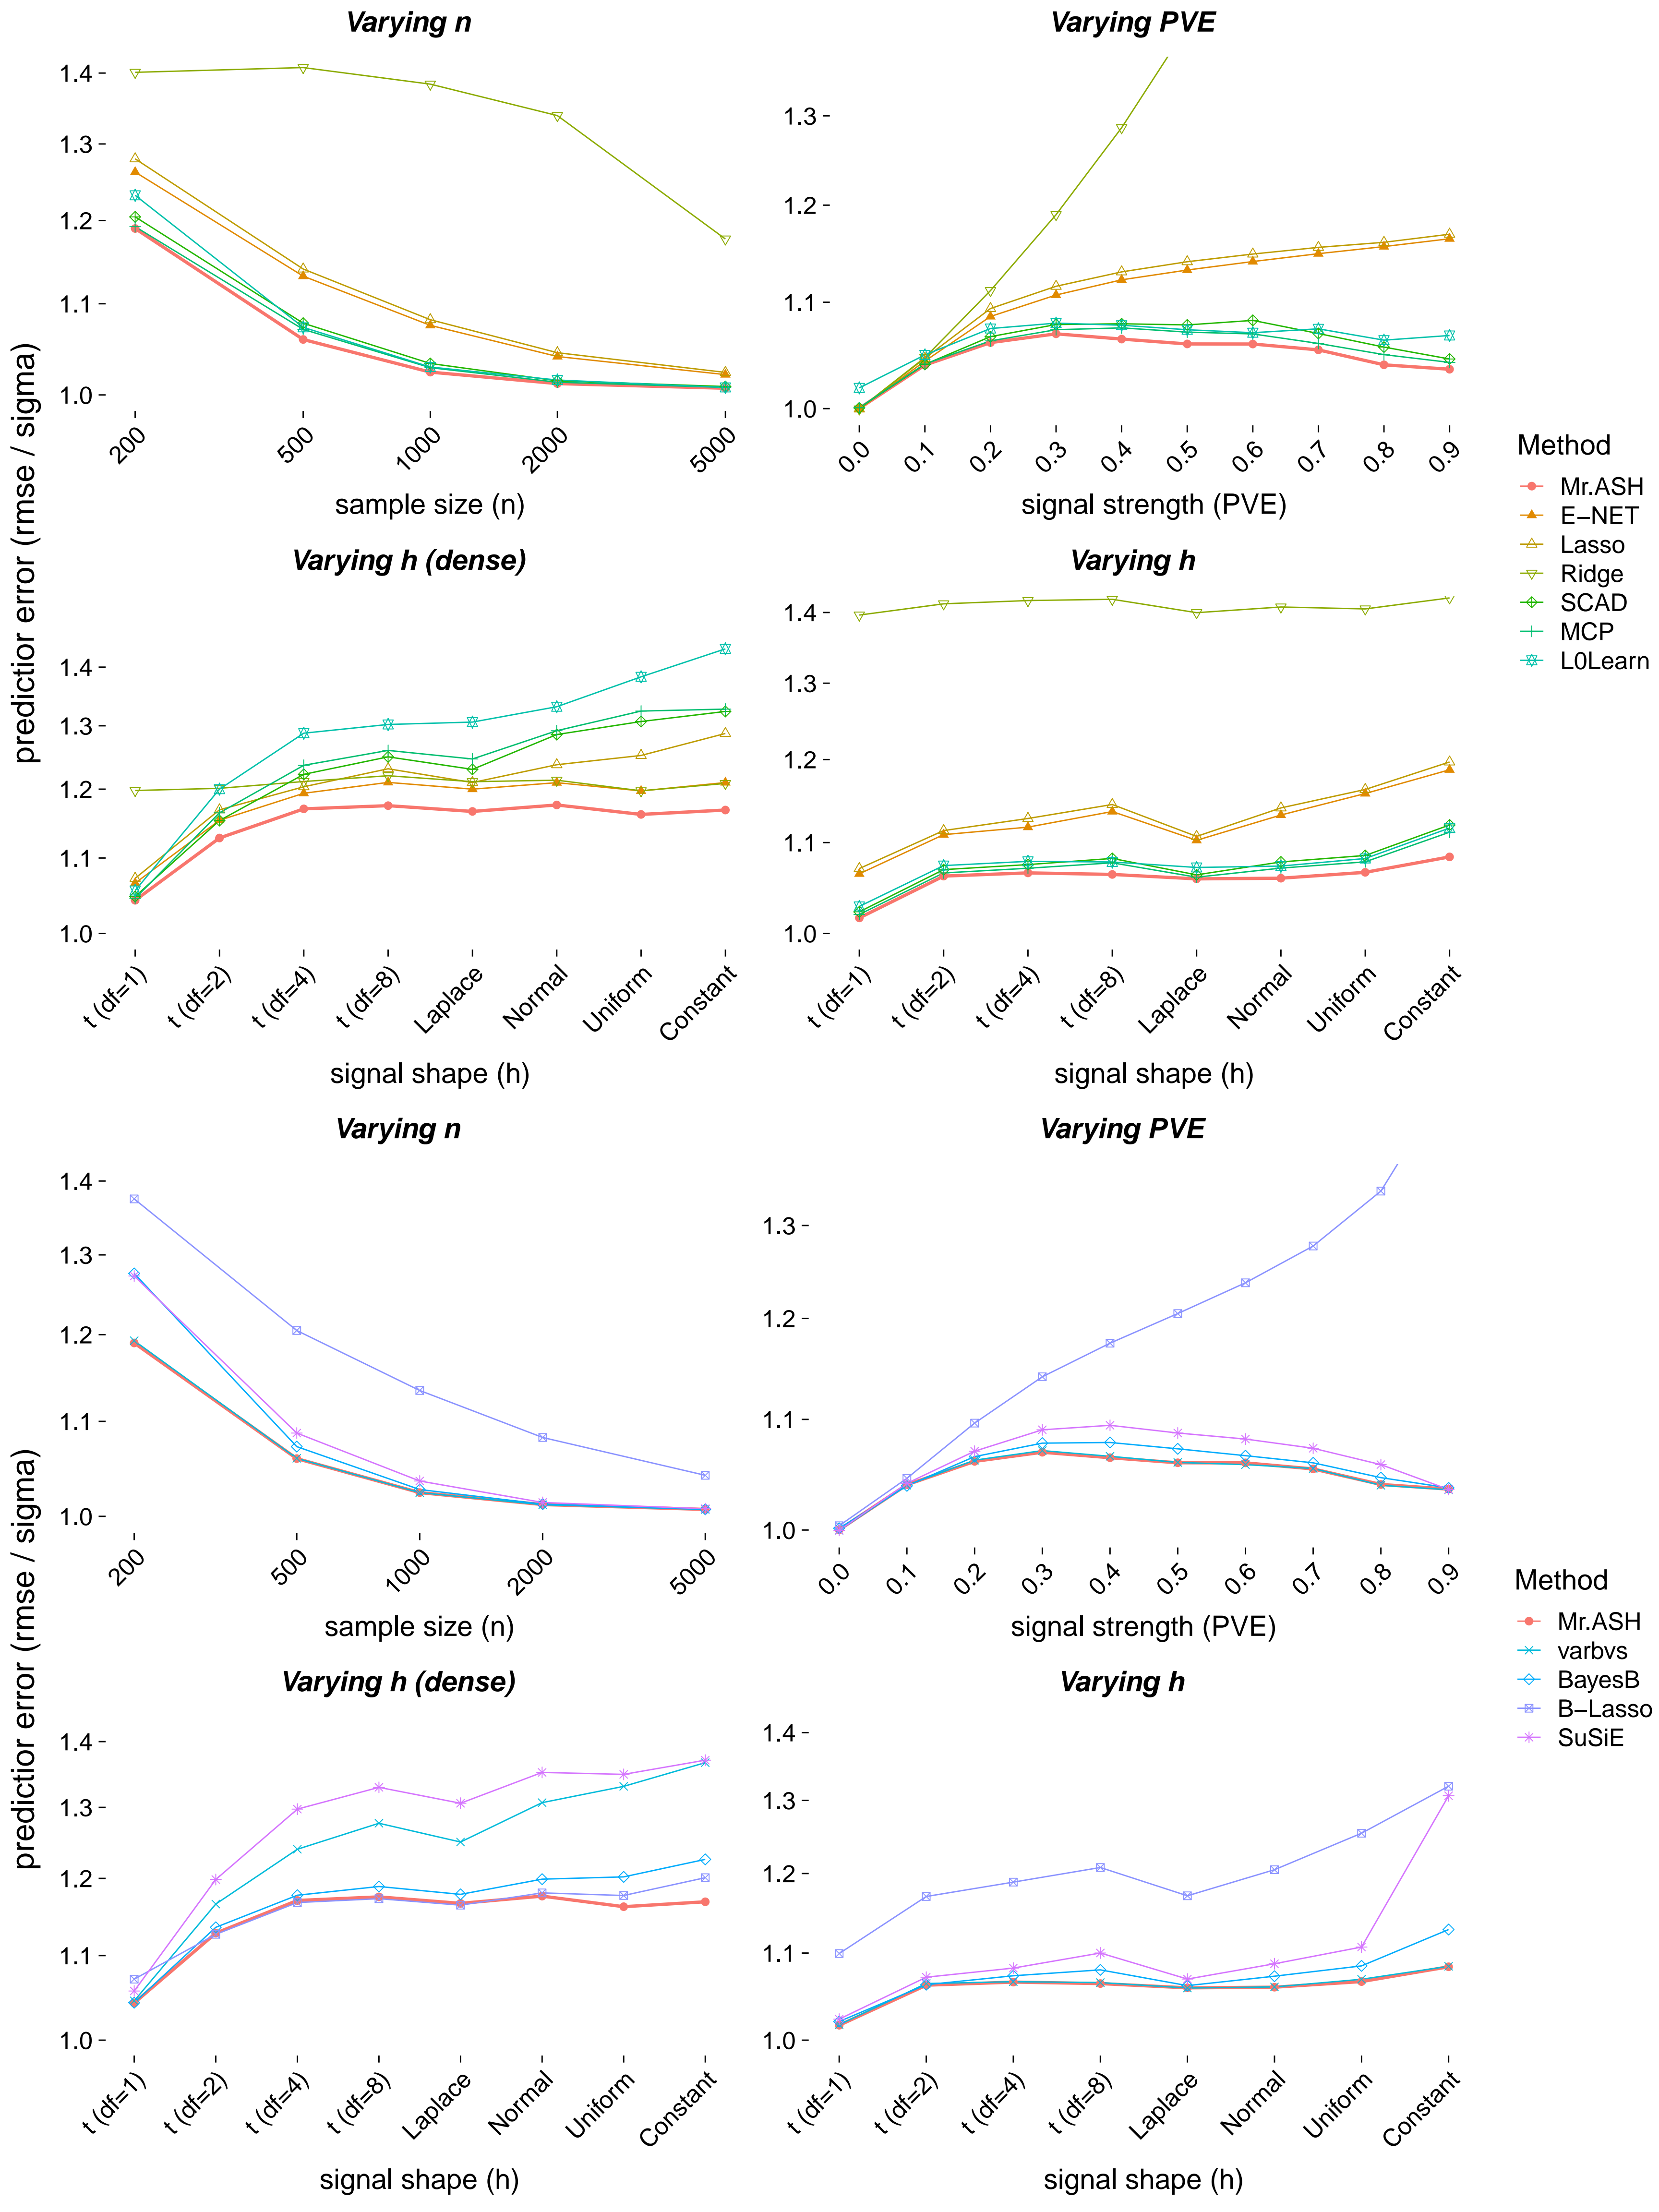 Varying n
Varying PVE
prediction error (rmse / sigma)
1.4
1.3
1.2
1.1
1.0
200
500
1000
2000
5000
sample size (n)
1.3
1.2
1.1
1.0
0.0
0.1
0.2
0.3
0.4
0.5
0.6
0.7
0.8
0.9
signal strength (PVE)
Method
Mr.ASH
E−NET
Lasso
Ridge
SCAD
MCP
L0Learn
Varying h (dense)
Varying h
1.4
1.3
1.2
1.1
1.0
t (df=1)
t (df=2)
t (df=4)
t (df=8)
Laplace
Normal
Uniform
Constant
signal shape (h)
1.4
1.3
1.2
1.1
1.0
t (df=1)
t (df=2)
t (df=4)
t (df=8)
Laplace
Normal
Uniform
Constant
signal shape (h)
Varying n
Varying PVE
prediction error (rmse / sigma)
1.4
1.3
1.2
1.1
1.0
200
500
1000
2000
5000
sample size (n)
1.3
1.2
1.1
1.0
0.0
0.1
0.2
0.3
0.4
0.5
0.6
0.7
0.8
0.9
signal strength (PVE)
Method
Mr.ASH
varbvs
BayesB
B−Lasso
SuSiE
Varying h (dense)
Varying h
1.4
1.3
1.2
1.1
1.0
t (df=1)
t (df=2)
t (df=4)
t (df=8)
Laplace
Normal
Uniform
Constant
signal shape (h)
1.4
1.3
1.2
1.1
1.0
t (df=1)
t (df=2)
t (df=4)
t (df=8)
Laplace
Normal
Uniform
Constant
signal shape (h)